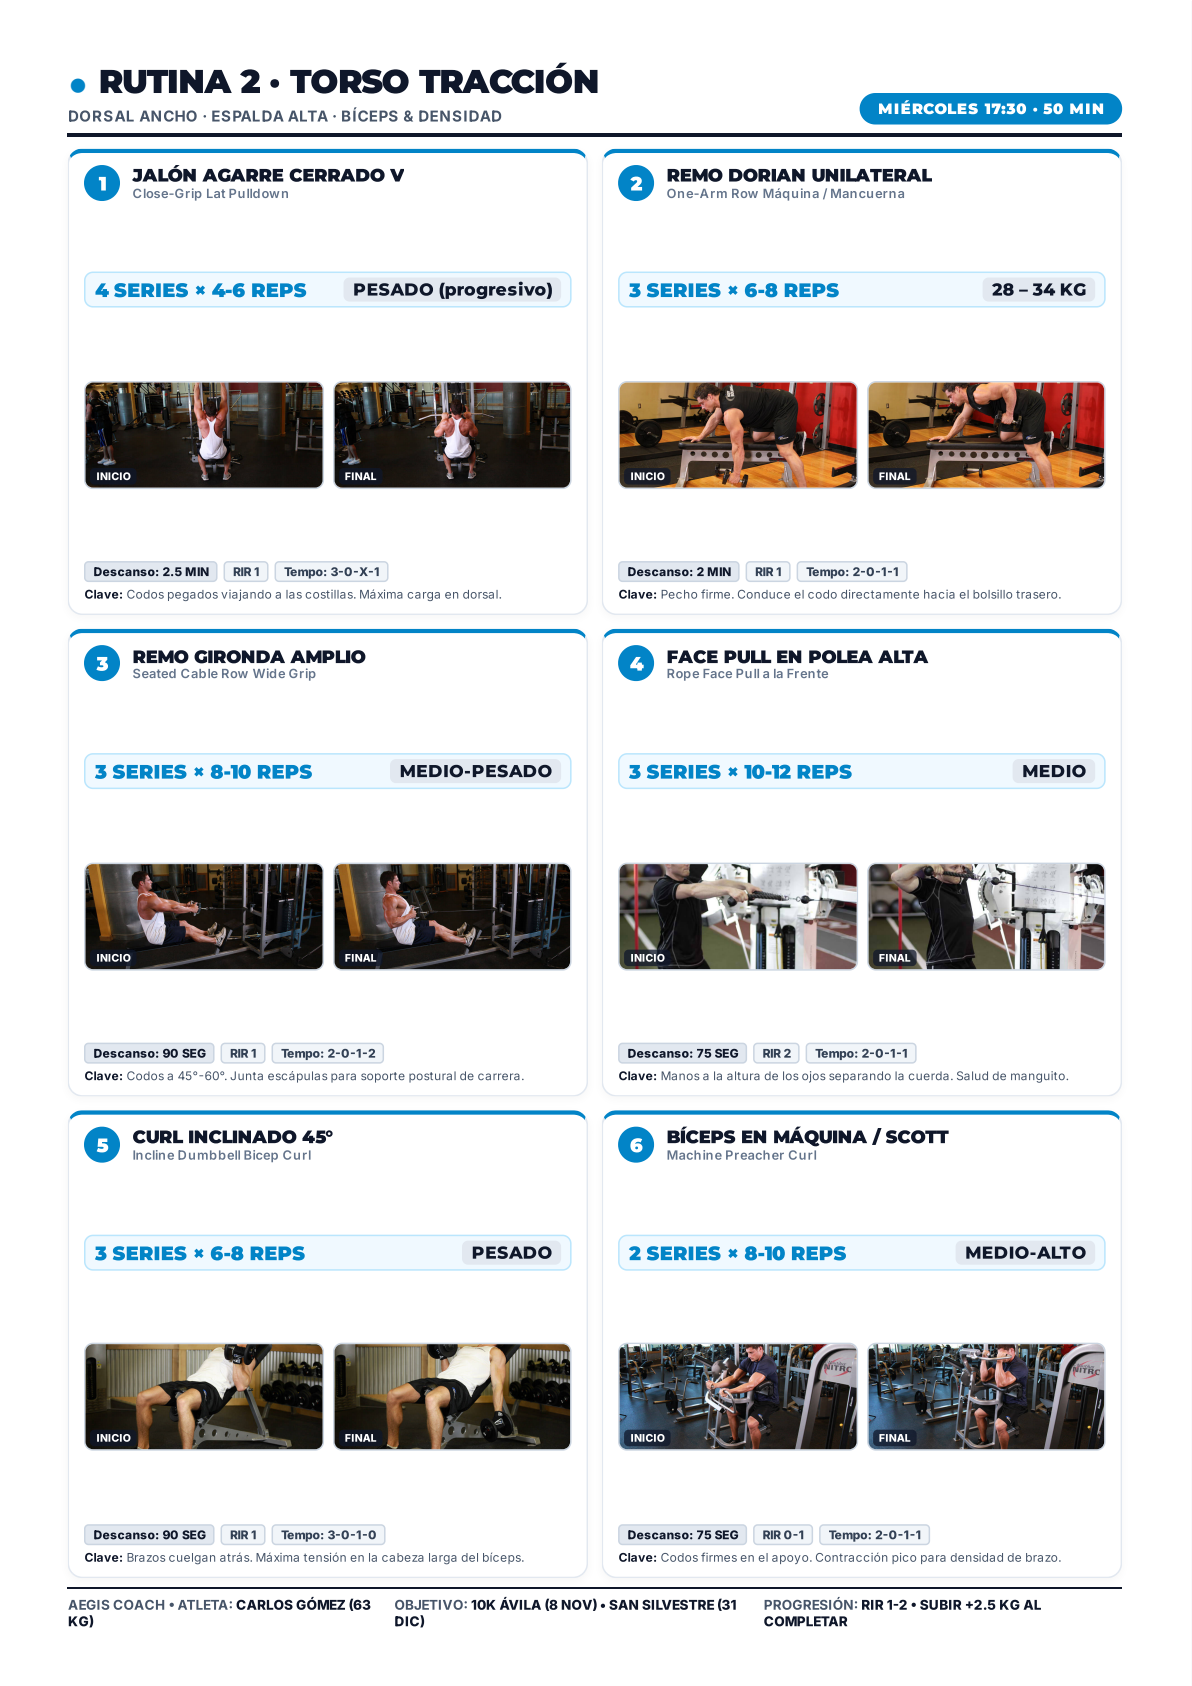 RUTINA 2 · TORSO TRACCIÓN
DORSAL ANCHO · ESPALDA ALTA · BÍCEPS & DENSIDAD
MIÉRCOLES 17:30 • 50 MIN
1
JALÓN AGARRE CERRADO V
Close-Grip Lat Pulldown
4 SERIES × 4-6 REPS
PESADO (progresivo)
INICIO
FINAL
Descanso: 2.5 MIN
RIR 1
Tempo: 3-0-X-1
Clave: Codos pegados viajando a las costillas. Máxima carga en dorsal.
2
REMO DORIAN UNILATERAL
One-Arm Row Máquina / Mancuerna
3 SERIES × 6-8 REPS
28 – 34 KG
INICIO
FINAL
Descanso: 2 MIN
RIR 1
Tempo: 2-0-1-1
Clave: Pecho firme. Conduce el codo directamente hacia el bolsillo trasero.
3
REMO GIRONDA AMPLIO
Seated Cable Row Wide Grip
3 SERIES × 8-10 REPS
MEDIO-PESADO
INICIO
FINAL
Descanso: 90 SEG
RIR 1
Tempo: 2-0-1-2
Clave: Codos a 45°-60°. Junta escápulas para soporte postural de carrera.
4
FACE PULL EN POLEA ALTA
Rope Face Pull a la Frente
3 SERIES × 10-12 REPS
MEDIO
INICIO
FINAL
Descanso: 75 SEG
RIR 2
Tempo: 2-0-1-1
Clave: Manos a la altura de los ojos separando la cuerda. Salud de manguito.
5
CURL INCLINADO 45°
Incline Dumbbell Bicep Curl
3 SERIES × 6-8 REPS
PESADO
INICIO
FINAL
Descanso: 90 SEG
RIR 1
Tempo: 3-0-1-0
Clave: Brazos cuelgan atrás. Máxima tensión en la cabeza larga del bíceps.
6
BÍCEPS EN MÁQUINA / SCOTT
Machine Preacher Curl
2 SERIES × 8-10 REPS
MEDIO-ALTO
NITRO
INICIO
NITRO
FINAL
Descanso: 75 SEG
RIR 0-1
Tempo: 2-0-1-1
Clave: Codos firmes en el apoyo. Contracción pico para densidad de brazo.
AEGIS COACH • ATLETA: CARLOS GÓMEZ (63
KG)
OBJETIVO: 10K ÁVILA (8 NOV) • SAN SILVESTRE (31
DIC)
PROGRESIÓN: RIR 1-2 • SUBIR +2.5 KG AL
COMPLETAR